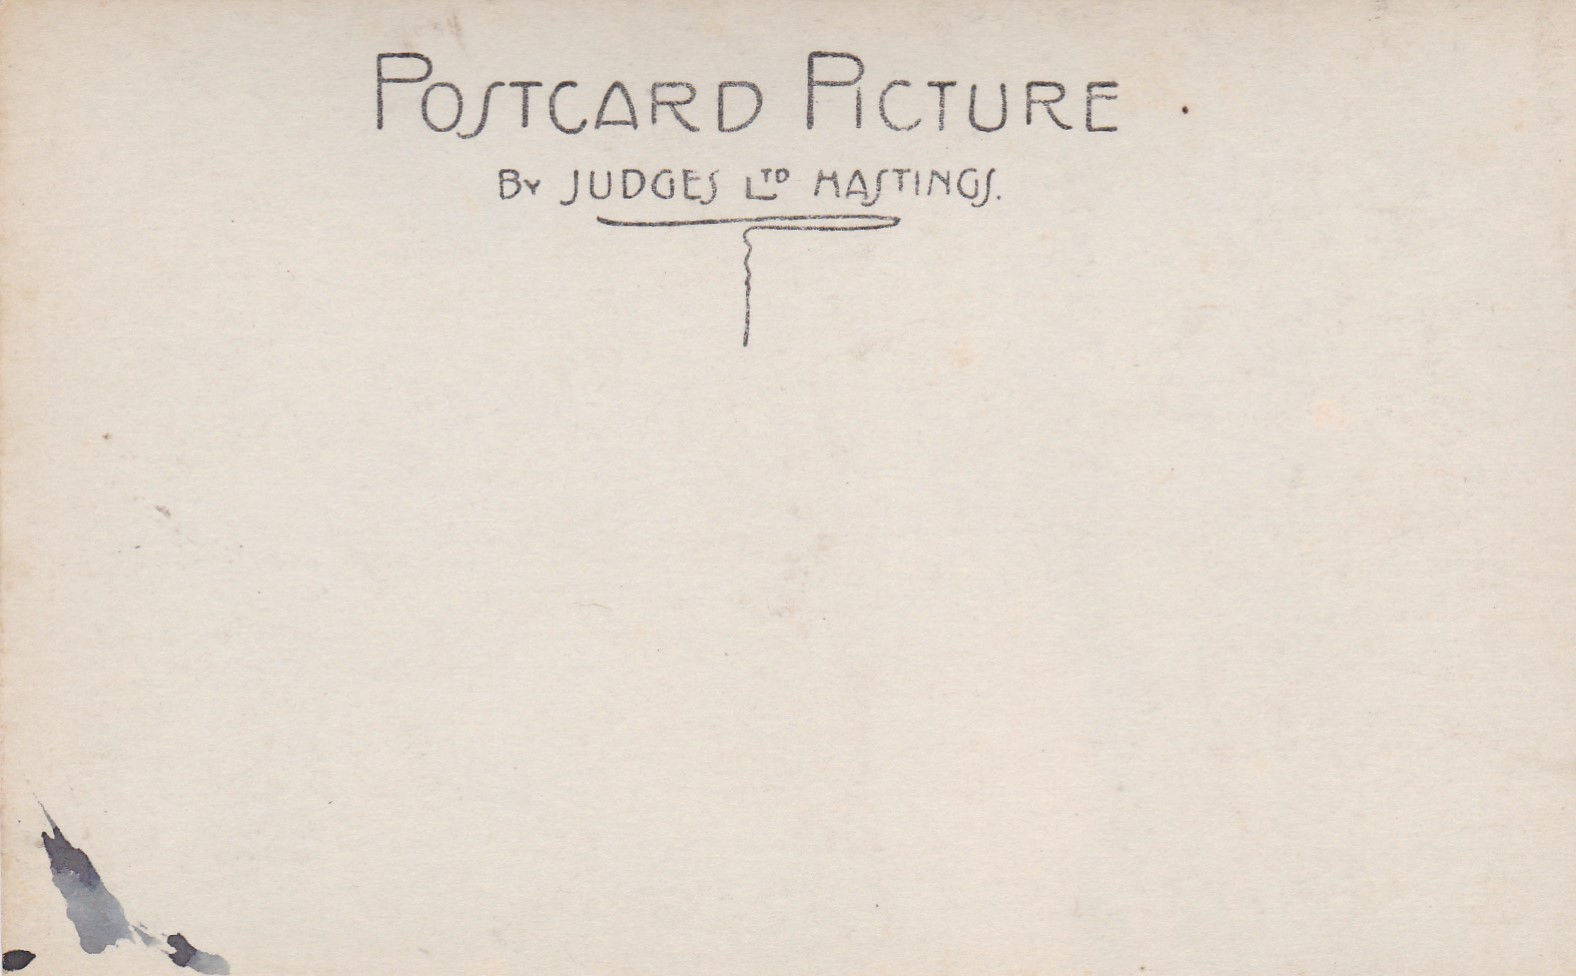 POSTCARD PICTURE
BY JUDGES LTD HASTINGS.